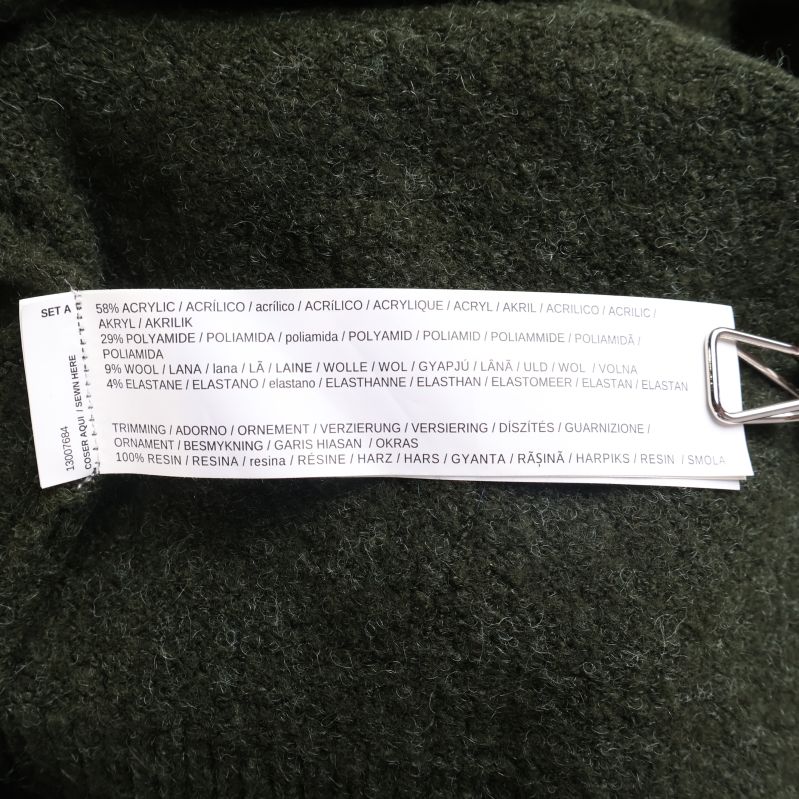 SET A
13007684
COSER AQUI / SEWN HERE
58% ACRYLIC / ACRÍLICO / acrílico / ACRíLICO / ACRYLIQUE / ACRYL / AKRIL / ACRILICO / ACRILIC /
AKRYL / AKRILIK
29% POLYAMIDE / POLIAMIDA / poliamida / POLYAMID / POLIAMID / POLIAMMIDE / POLIAMIDĂ /
POLIAMIDA
9% WOOL / LANA / lana / LÃ / LAINE / WOLLE / WOL / GYAPJÚ / LÂNĂ / ULD / WOL / VOLNA
4% ELASTANE / ELASTANO / elastano / ELASTHANNE / ELASTHAN / ELASTOMEER / ELASTAN / ELASTAN
TRIMMING / ADORNO / ORNEMENT / VERZIERUNG / VERSIERING / DÍSZÍTÉS / GUARNIZIONE /
ORNAMENT / BESMYKNING / GARIS HIASAN / OKRAS
100% RESIN / RESINA / resina / RÉSINE / HARZ / HARS / GYANTA / RĂȘINĂ / HARPIKS / RESIN / SMOLA